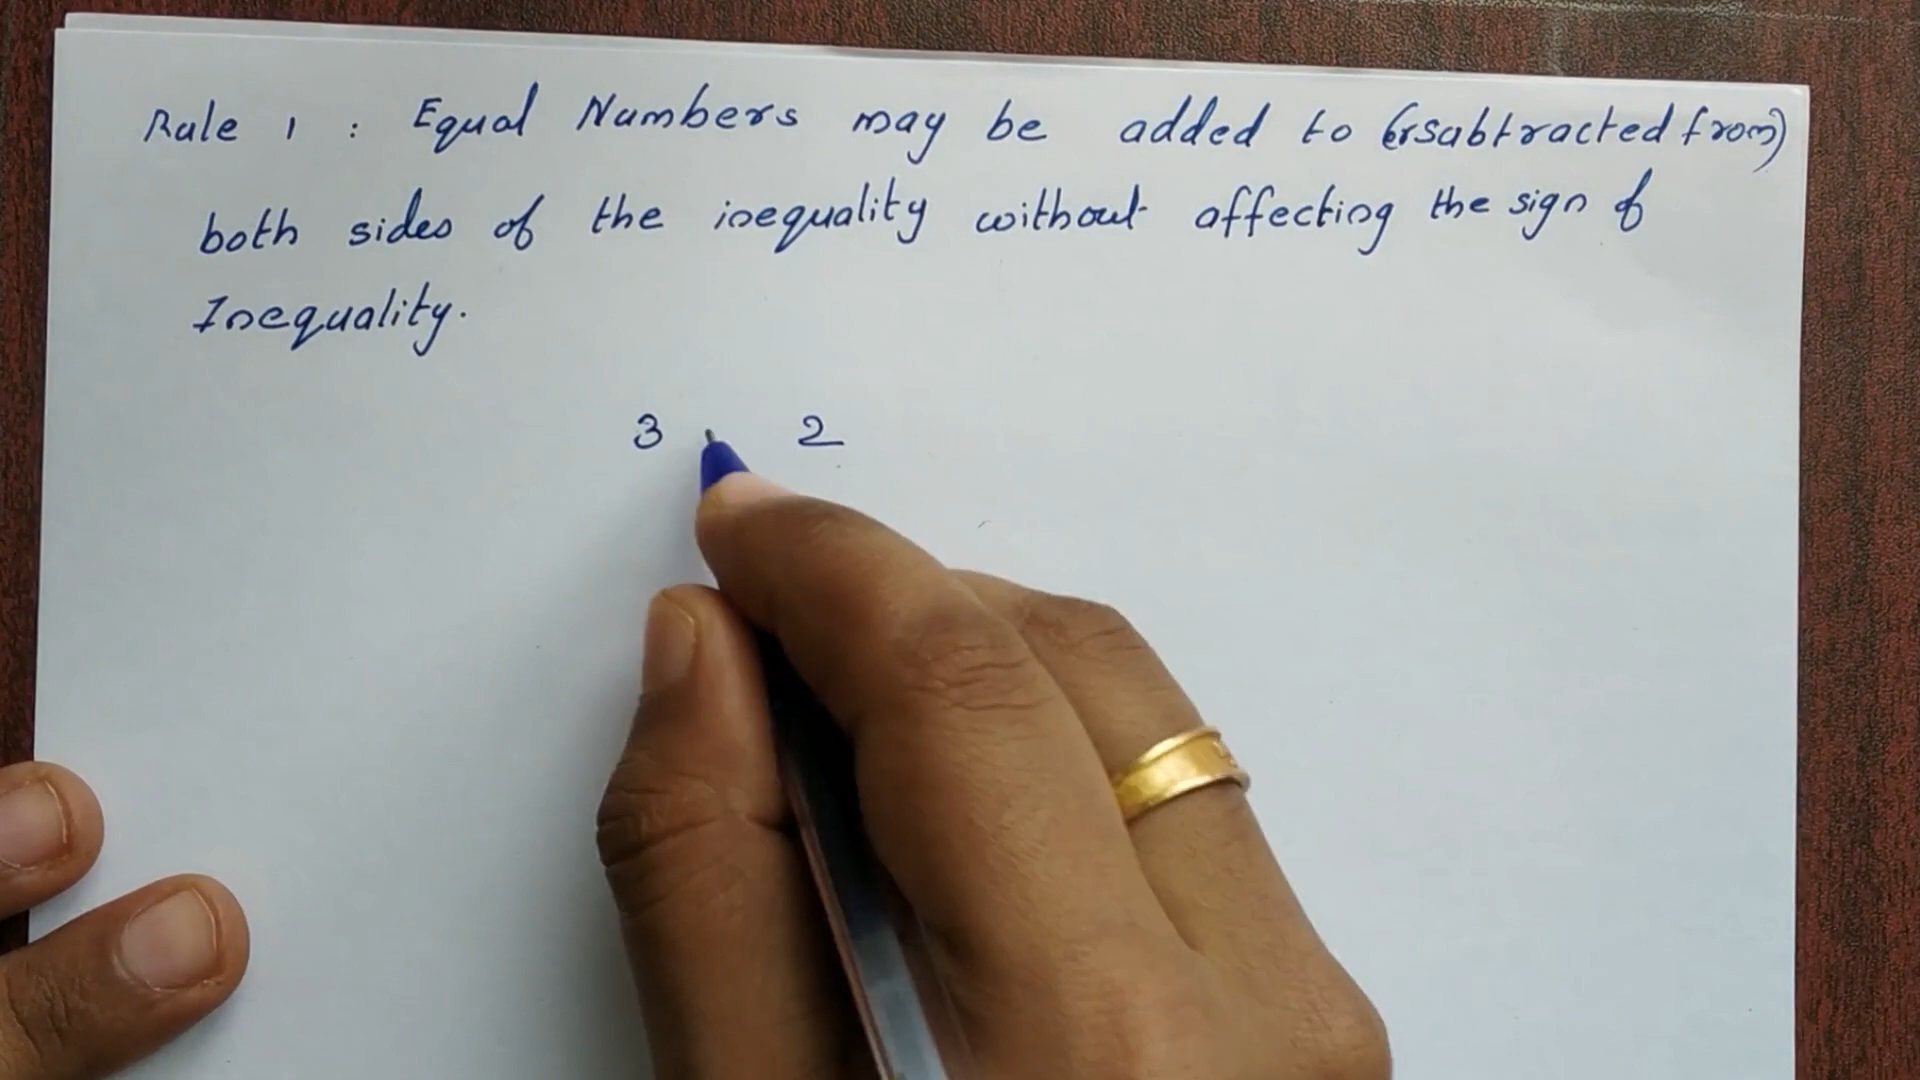 Rule 1 : Equal Numbers may be added to (or subtracted from)
both sides of the inequality without affecting the sign of
Inequality.
3 2